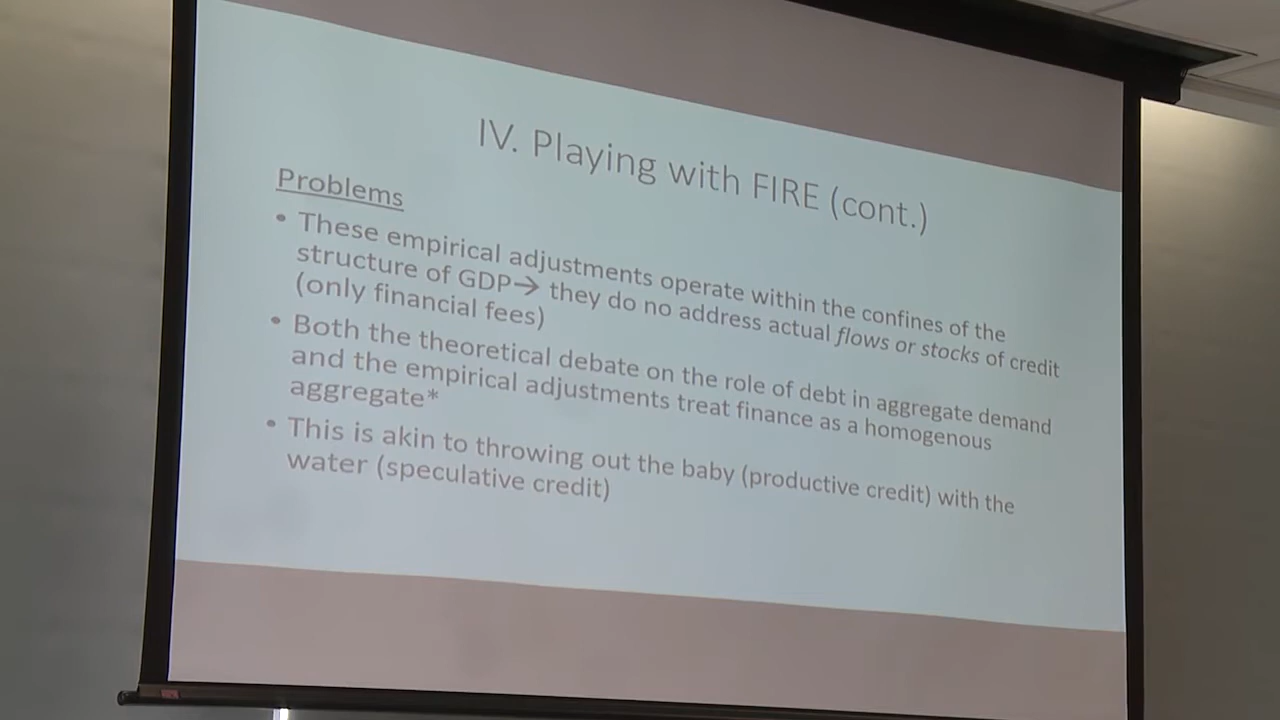 IV. Playing with FIRE (cont.)
Problems
• These empirical adjustments operate within the confines of the
structure of GDP→ they do no address actual flows or stocks of credit
(only financial fees)
• Both the theoretical debate on the role of debt in aggregate demand
and the empirical adjustments treat finance as a homogenous
aggregate*
• This is akin to throwing out the baby (productive credit) with the
water (speculative credit)